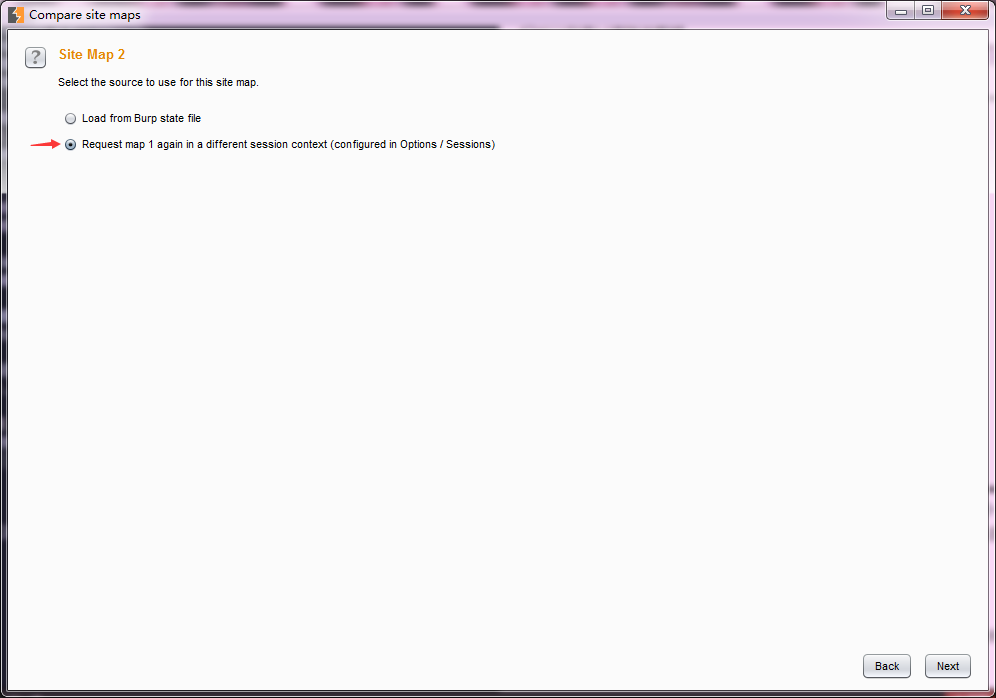 Compare site maps
?
Site Map 2
Select the source to use for this site map.
Load from Burp state file
Request map 1 again in a different session context (configured in Options / Sessions)
Back
Next